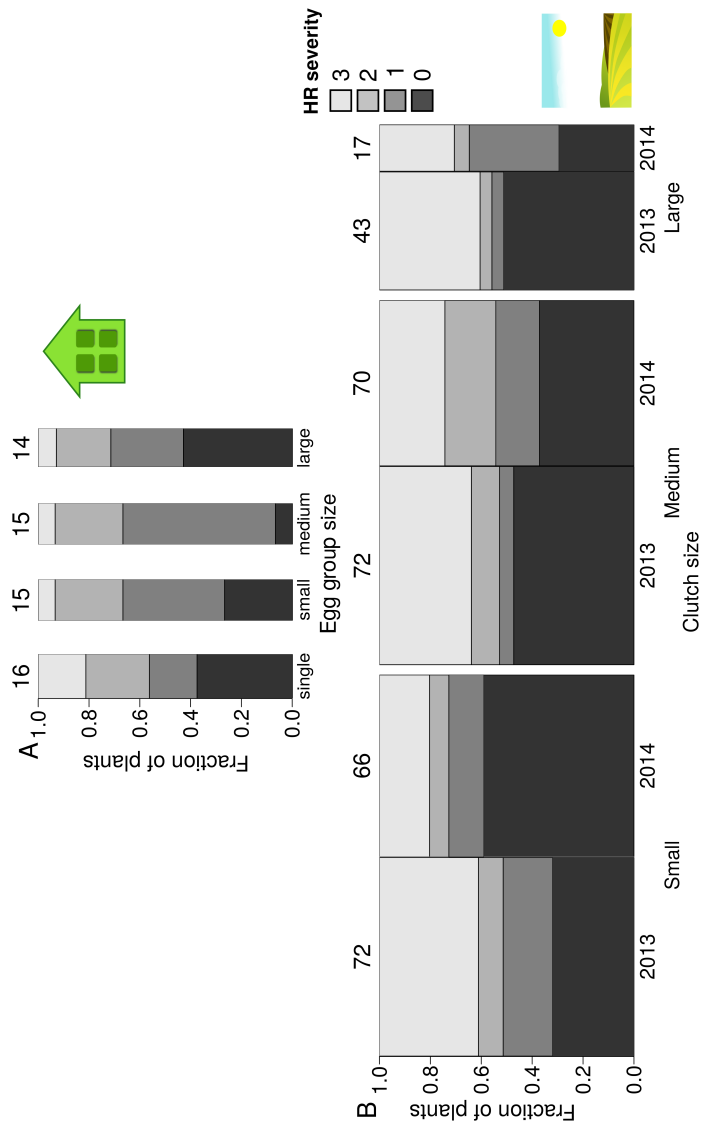 A
16 15 15 14
1.0
0.8
0.6
0.4
0.2
0.0
Fraction of plants
single small medium large
Egg group size
HR severity
3
2
1
0
B
72 66 72 70 43 17
1.0
0.8
0.6
0.4
0.2
0.0
Fraction of plants
2013 2014 2013 2014 2013 2014
Small Medium Large
Clutch size